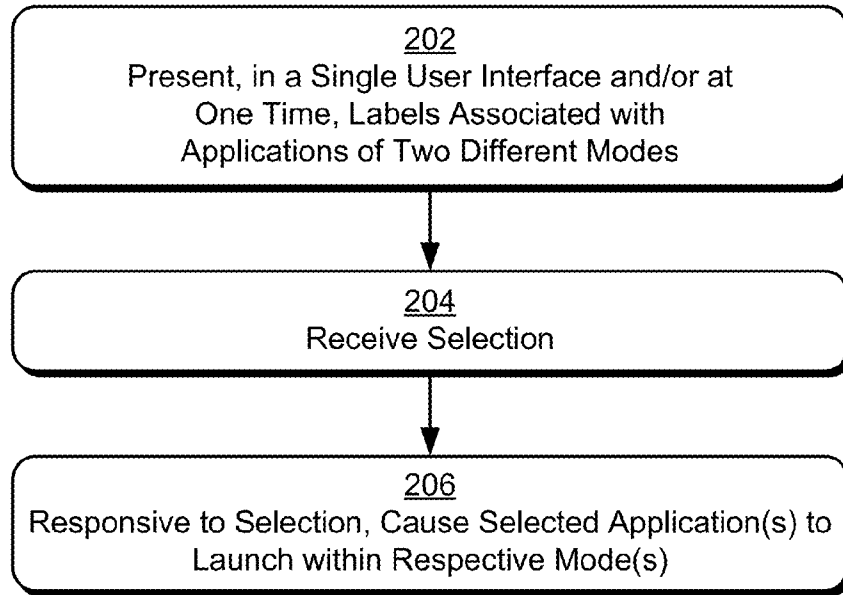 202
Present, in a Single User Interface and/or at
One Time, Labels Associated with
Applications of Two Different Modes
204
Receive Selection
206
Responsive to Selection, Cause Selected Application(s) to
Launch within Respective Mode(s)